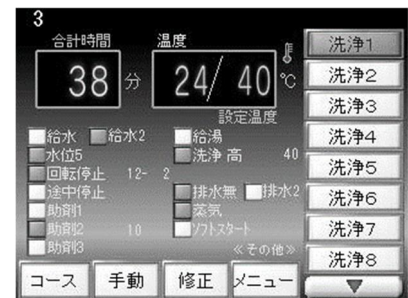 3
合計時間
38 分
温度
24/ 40 ℃
設定温度
給水 給水2 給湯
水位5 洗浄 高 40
回転停止 12- 2
途中停止 排水無 排水2
助剤1 蒸気
助剤2 10 ソフトスタート
助剤3 ≪その他≫
洗浄1
洗浄2
洗浄3
洗浄4
洗浄5
洗浄6
洗浄7
洗浄8
コース 手動 修正 メニュー
▼